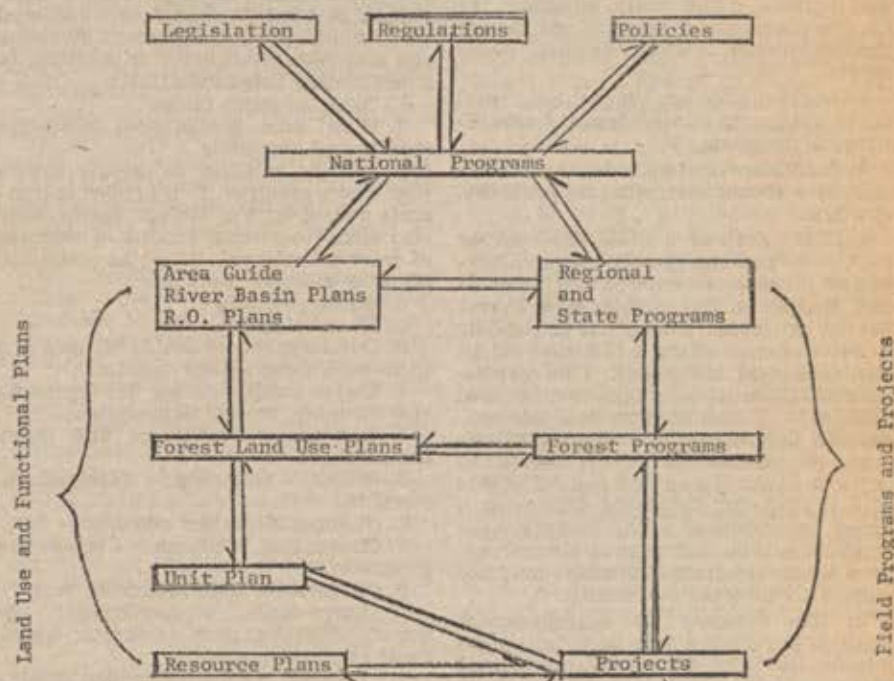 Legislation
Regulations
Policies
National Programs
Area Guide
River Basin Plans
R.O. Plans
Regional
and
State Programs
Land Use and Functional Plans
Field Programs and Projects
Forest Land Use Plans
Forest Programs
Unit Plan
Resource Plans
Projects